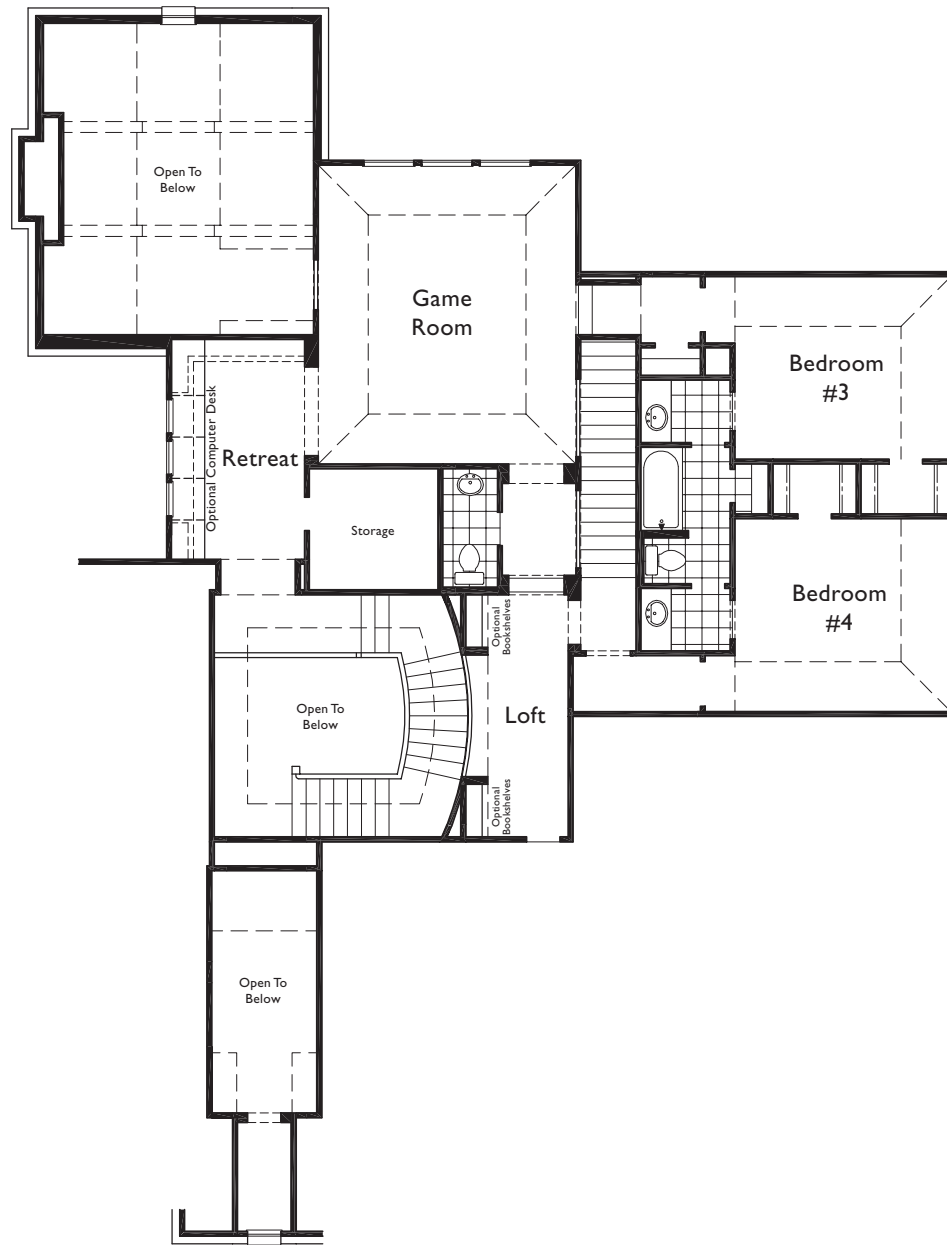 Open To
Below
Game
Room
Bedroom
#3
Optional Computer Desk
Retreat
Storage
Optional
Bookshelves
Bedroom
#4
Open To
Below
Loft
Optional
Bookshelves
Open To
Below